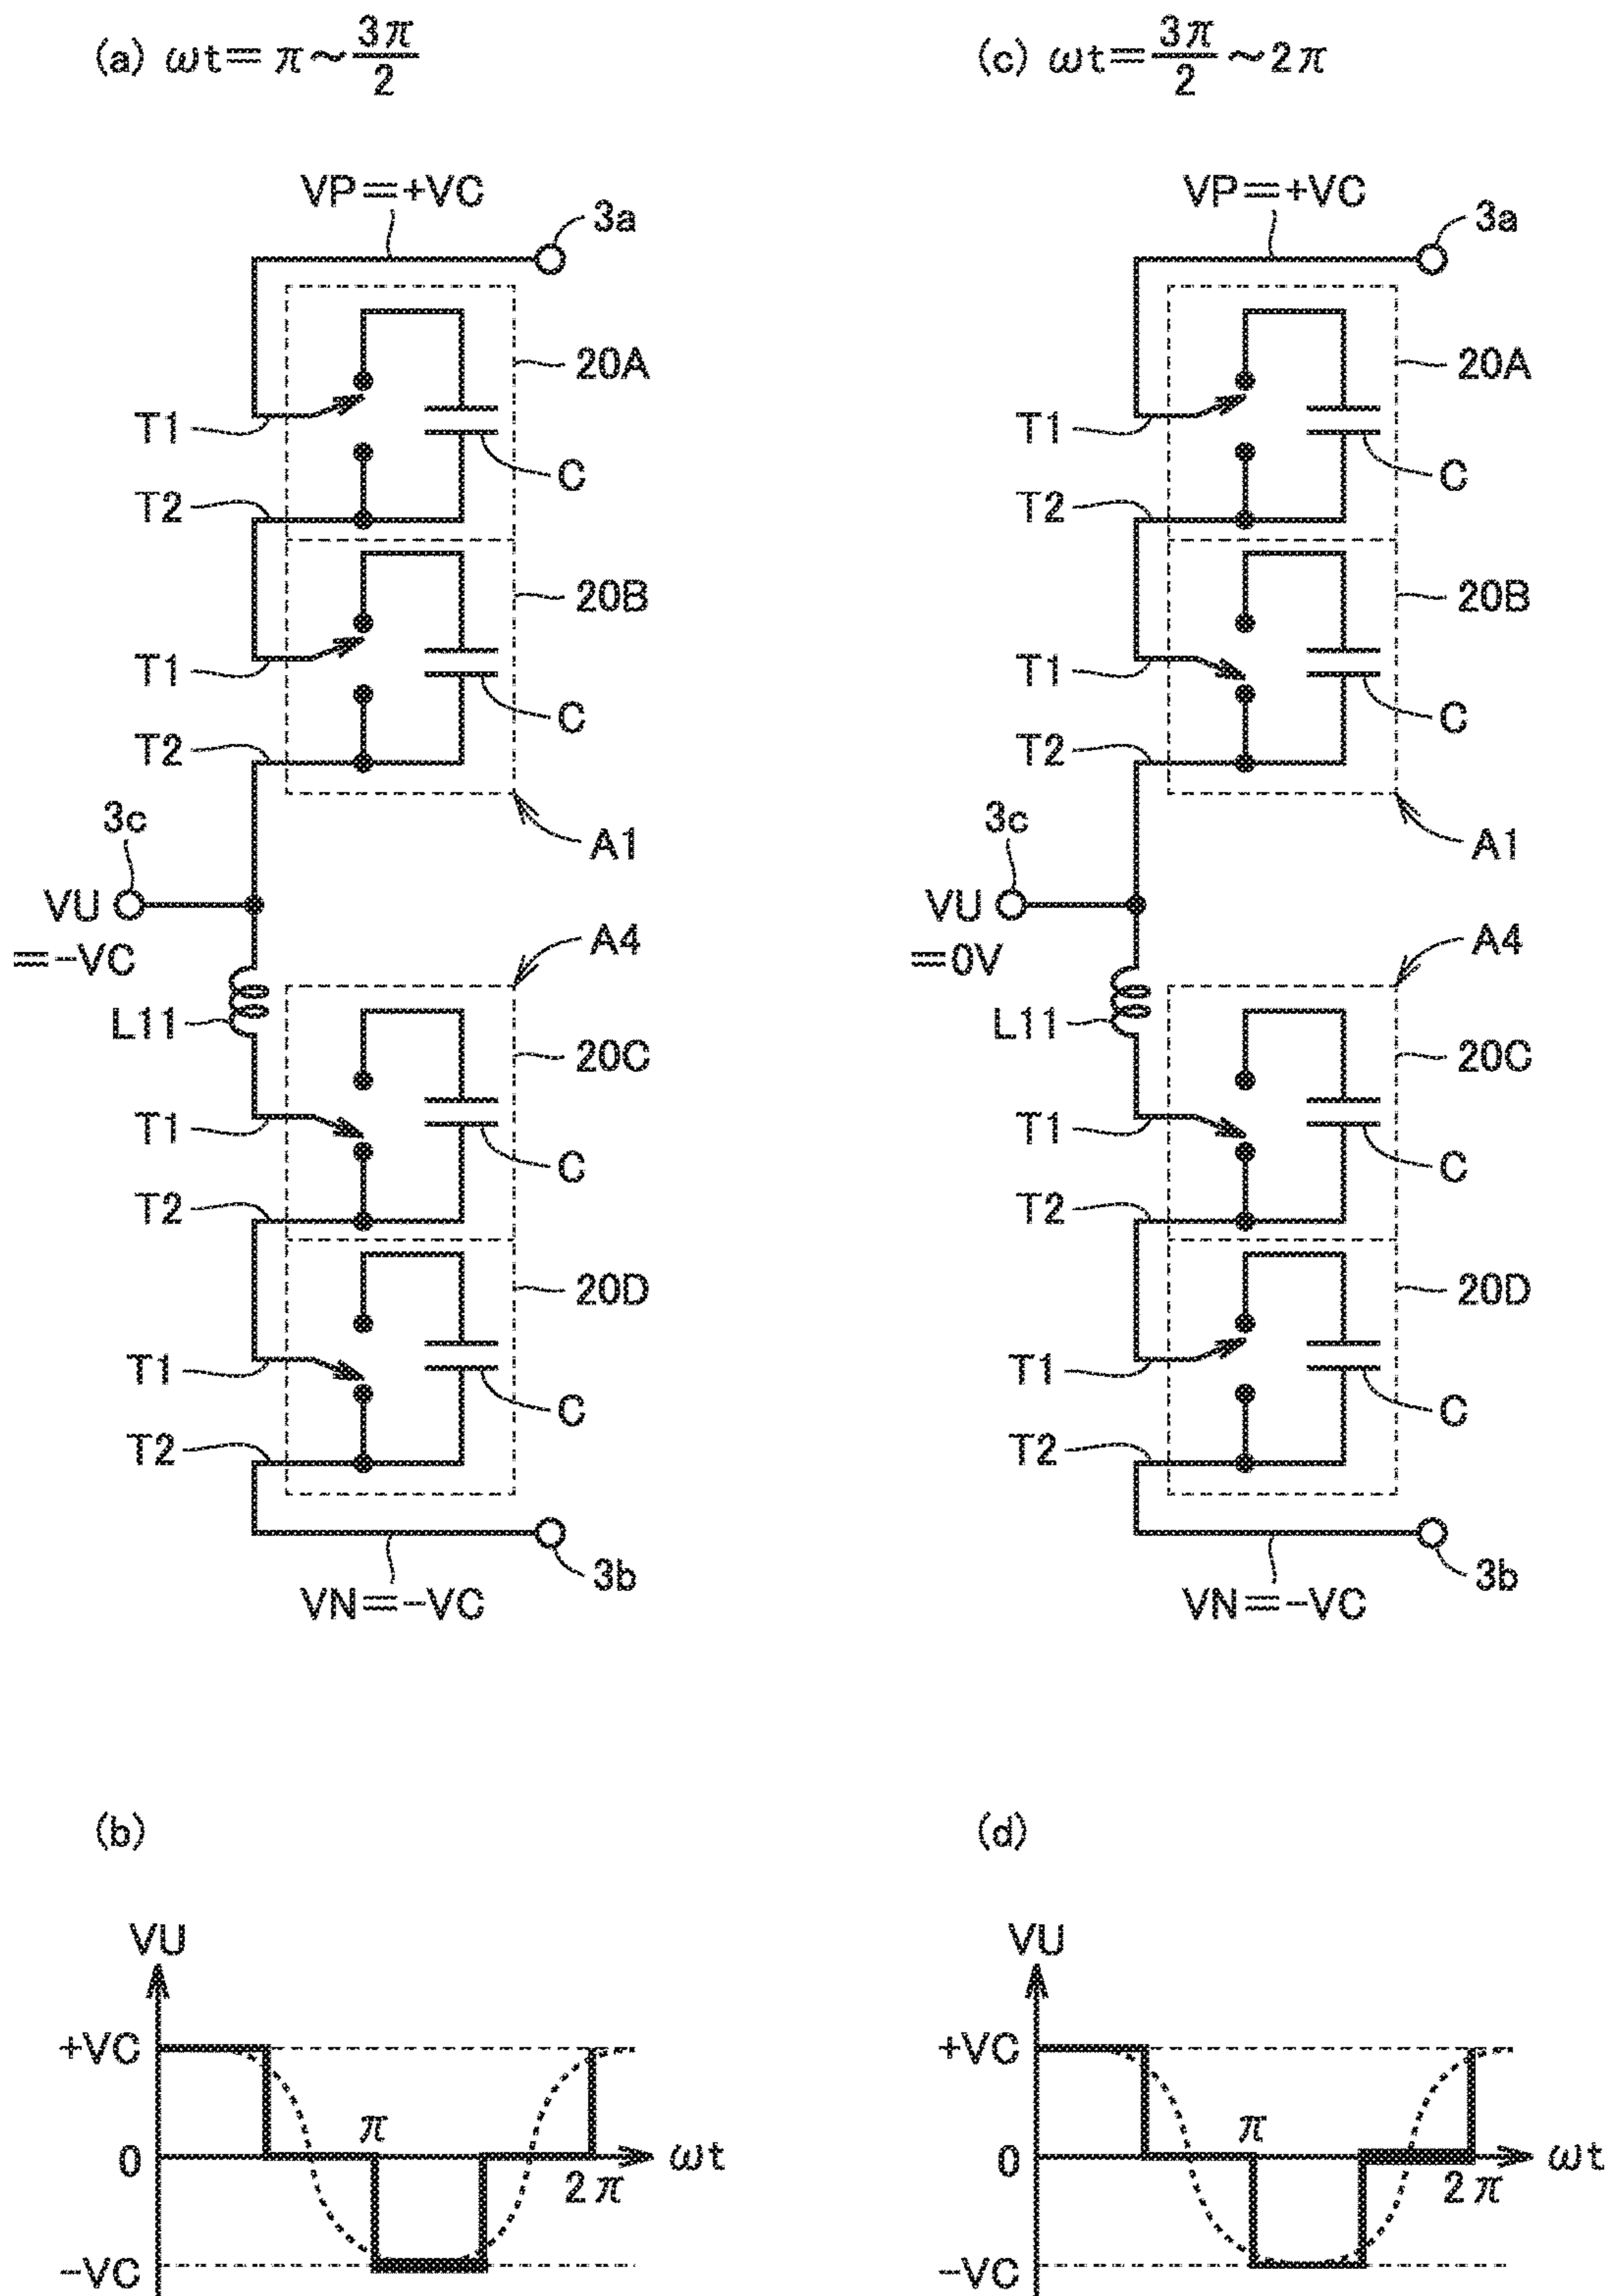 (a) ωt=π~3π/2
VP=+VC
3a
20A
T1
C
T2
20B
T1
C
T2
3c
A1
VU
=-VC
A4
L11
20C
T1
C
T2
20D
T1
C
T2
3b
VN=-VC
(c) ωt=3π/2~2π
VP=+VC
3a
20A
T1
C
T2
20B
T1
C
T2
3c
A1
VU
=0V
A4
L11
20C
T1
C
T2
20D
T1
C
T2
3b
VN=-VC
(b)
VU
+VC
π
0
ωt
2π
-VC
(d)
VU
+VC
π
0
ωt
2π
-VC